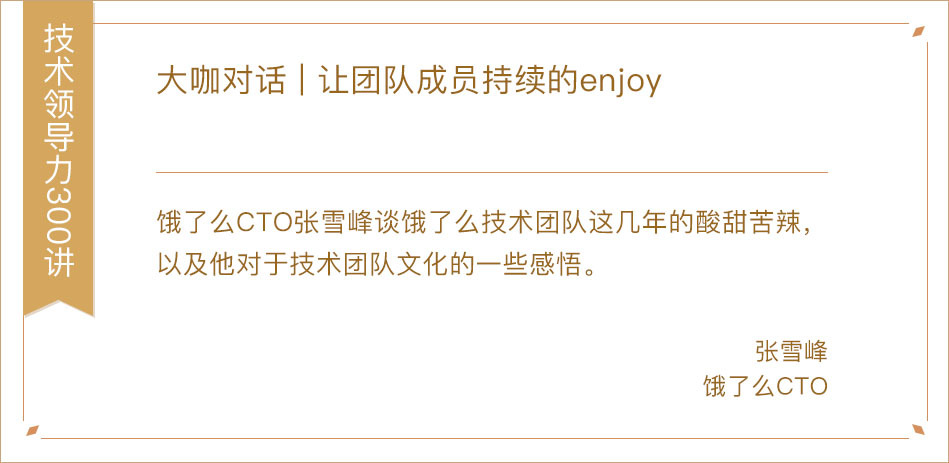 技术领导力300讲
大咖对话 | 让团队成员持续的enjoy
饿了么CTO张雪峰谈饿了么技术团队这几年的酸甜苦辣，
以及他对于技术团队文化的一些感悟。
张雪峰
饿了么CTO